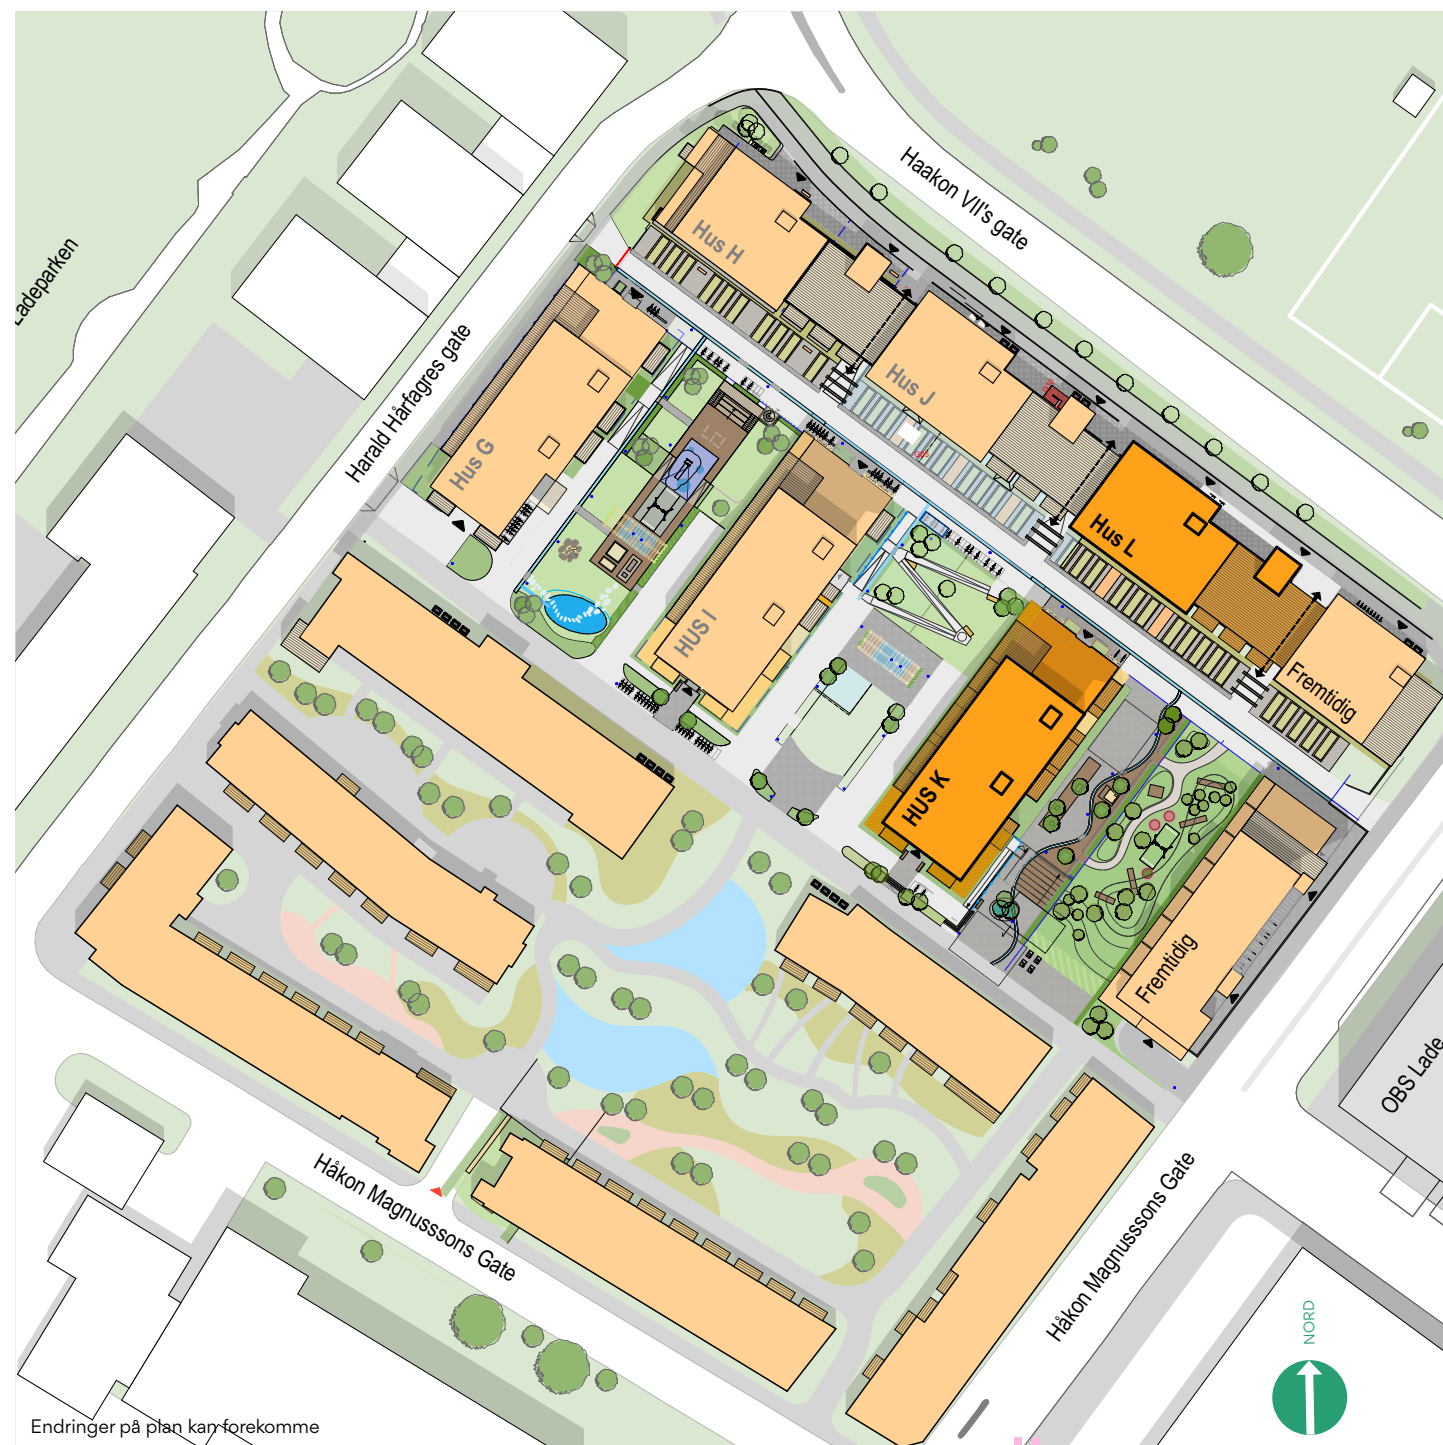 Haakon VII's gate
Ladeparken
Hus H
Harald Hårfagres gate
Hus J
Hus G
Hus L
HUS I
Fremtidig
HUS K
Fremtidig
OBS Lade
Håkon Magnusssons Gate
Håkon Magnusssons Gate
NORD
Endringer på plan kan forekomme